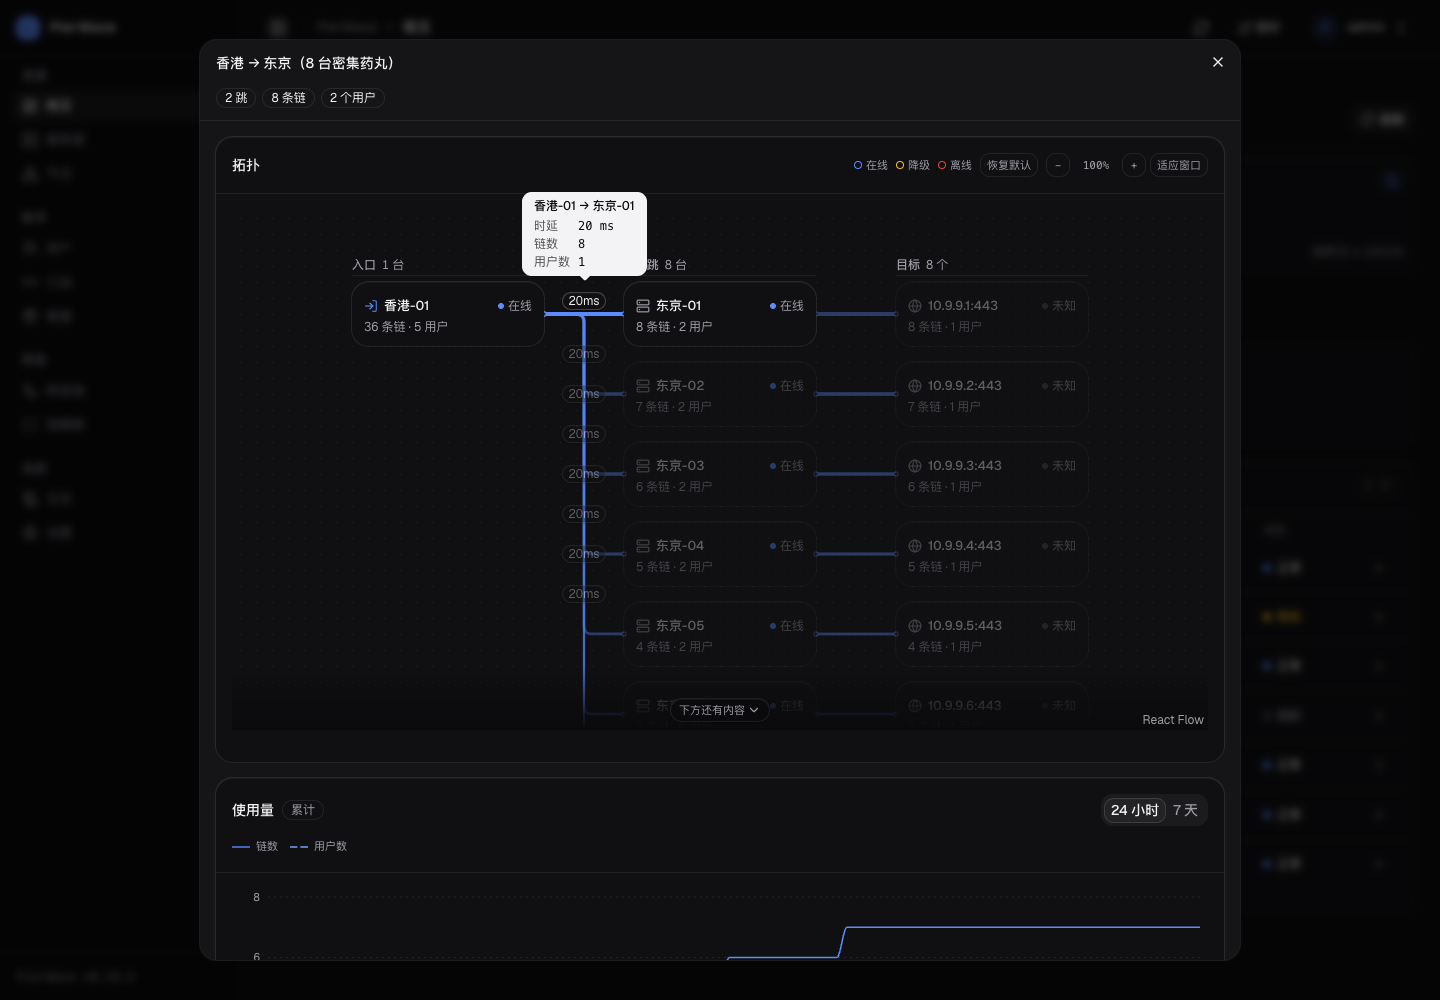 香港 → 东京（8 台密集药丸）
2 跳
8 条链
2 个用户
拓扑
在线
降级
离线
恢复默认
−
100%
+
适应窗口
香港-01 → 东京-01
时延 20 ms
链数 8
用户数 1
入口 1 台
跳 8 台
目标 8 个
香港-01
在线
36 条链 · 5 用户
20ms
东京-01
在线
8 条链 · 2 用户
10.9.9.1:443
未知
8 条链 · 1 用户
20ms
20ms
东京-02
在线
7 条链 · 2 用户
10.9.9.2:443
未知
7 条链 · 1 用户
20ms
20ms
东京-03
在线
6 条链 · 2 用户
10.9.9.3:443
未知
6 条链 · 1 用户
20ms
20ms
东京-04
在线
5 条链 · 2 用户
10.9.9.4:443
未知
5 条链 · 1 用户
20ms
东京-05
在线
4 条链 · 2 用户
10.9.9.5:443
未知
4 条链 · 1 用户
下方还有内容
在线
10.9.9.6:443
未知
React Flow
使用量
累计
24 小时
7 天
链数
用户数
8
6